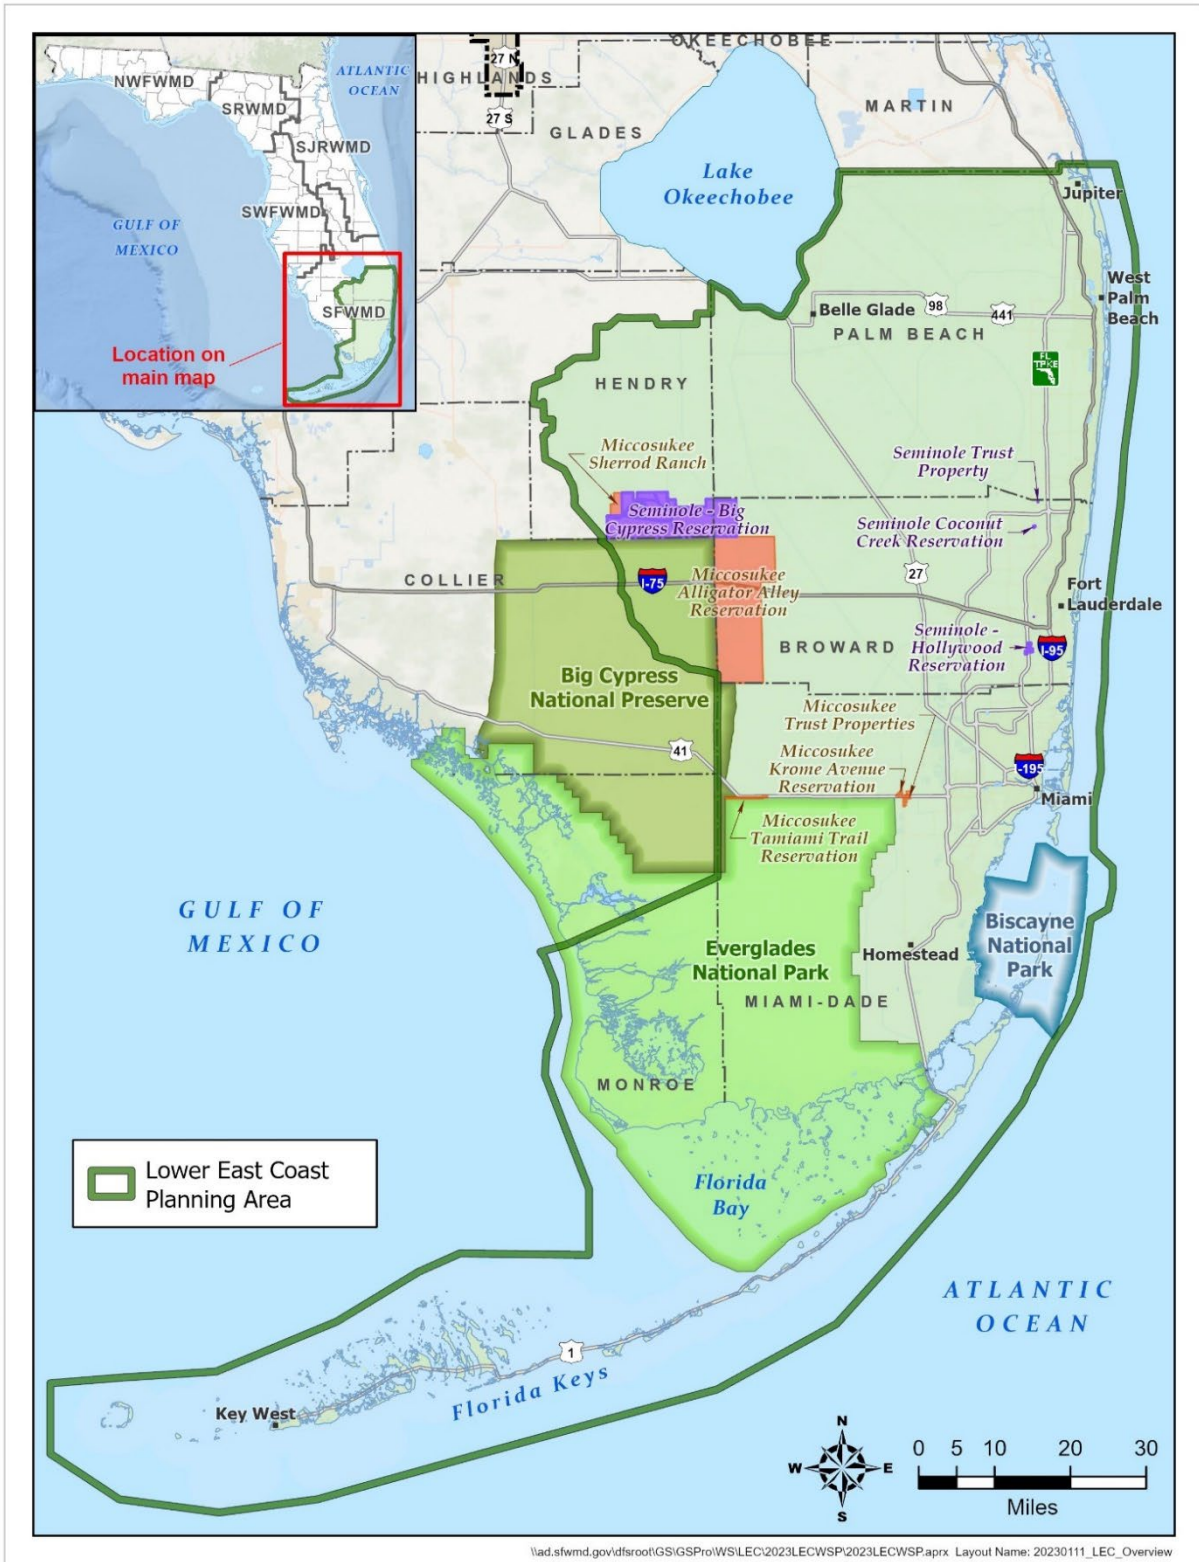 NWFWMD
SRWMD
SJRWMD
SWFWMD
SFWMD
ATLANTIC
OCEAN
GULF OF
MEXICO
Location on
main map
27 N
27 S
HIGHLANDS
OKEECHOBEE
GLADES
MARTIN
Lake
Okeechobee
Jupiter
West
Palm
Beach
Belle Glade
98
441
PALM BEACH
FL
TPKE
HENDRY
Miccosukee
Sherrod Ranch
Seminole Trust
Property
Seminole - Big
Cypress Reservation
Seminole Coconut
Creek Reservation
COLLIER
I-75
Miccosukee
Alligator Alley
Reservation
27
Fort
Lauderdale
BROWARD
Seminole -
Hollywood
Reservation
I-95
Big Cypress
National Preserve
Miccosukee
Trust Properties
41
Miccosukee
Krome Avenue
Reservation
I-195
Miami
Miccosukee
Tamiami Trail
Reservation
GULF OF
MEXICO
Everglades
National Park
Homestead
Biscayne
National
Park
MIAMI-DADE
MONROE
Lower East Coast
Planning Area
Florida
Bay
ATLANTIC
OCEAN
1
Florida Keys
Key West
N
W
E
S
0 5 10 20 30
Miles
\\ad.sfwmd.gov\dfsroot\GS\GSPro\WS\LEC\2023LECWSP\2023LECWSP.aprx Layout Name: 20230111_LEC_Overview